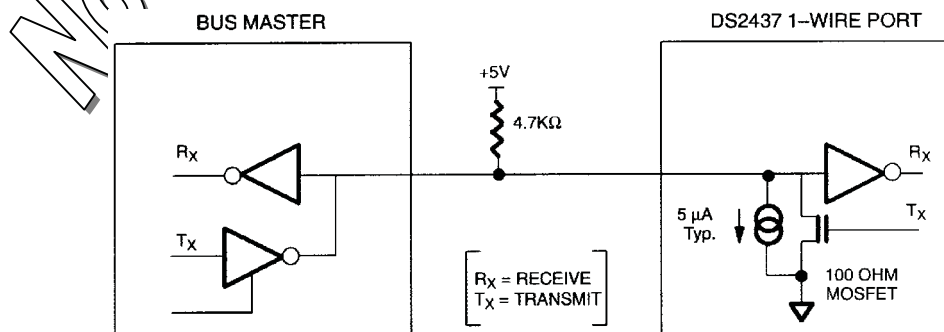 BUS MASTER
DS2437 1–WIRE PORT
+5V
4.7KΩ
RX
TX
RX
TX
5 µA
Typ.
100 OHM
MOSFET
RX = RECEIVE
TX = TRANSMIT